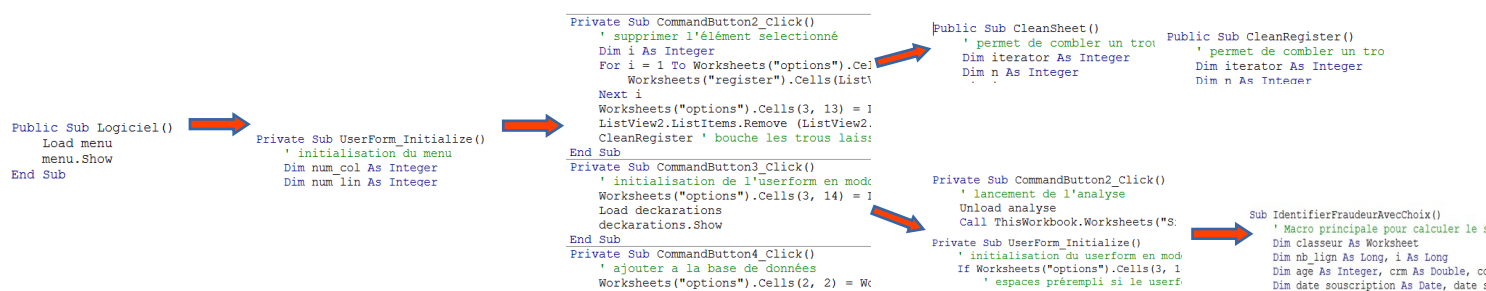 Public Sub Logiciel()
Load menu
menu.Show
End Sub
Private Sub UserForm_Initialize()
' initialisation du menu
Dim num_col As Integer
Dim num_lin As Integer
Private Sub CommandButton2_Click()
' supprimer l'élément selectionné
Dim i As Integer
For i = 1 To Worksheets("options").Cel
Worksheets("register").Cells(List
Next i
Worksheets("options").Cells(3, 13) =
ListView2.ListItems.Remove (ListView2.
CleanRegister ' bouche les trous laiss
End Sub
Private Sub CommandButton3_Click()
' initialisation de l'userform en mode
Worksheets("options").Cells(3, 14) =
Load deckarations
deckarations.Show
End Sub
Private Sub CommandButton4_Click()
' ajouter a la base de données
Worksheets("options").Cells(2, 2) = Wo
Public Sub CleanSheet()
' permet de combler un trou
Dim iterator As Integer
Dim n As Integer
Public Sub CleanRegister()
' permet de combler un tro
Dim iterator As Integer
Dim n As Integer
Private Sub CommandButton2_Click()
' lancement de l'analyse
Unload analyse
Call ThisWorkbook.Worksheets("S
Private Sub UserForm_Initialize()
' initialisation du userform en mod
If Worksheets("options").Cells(3, 1
' espaces prérempli si le userf
Sub IdentifierFraudeurAvecChoix()
' Macro principale pour calculer le s
Dim classeur As Worksheet
Dim nb_lign As Long, i As Long
Dim age As Integer, crm As Double, co
Dim date souscription As Date, date s